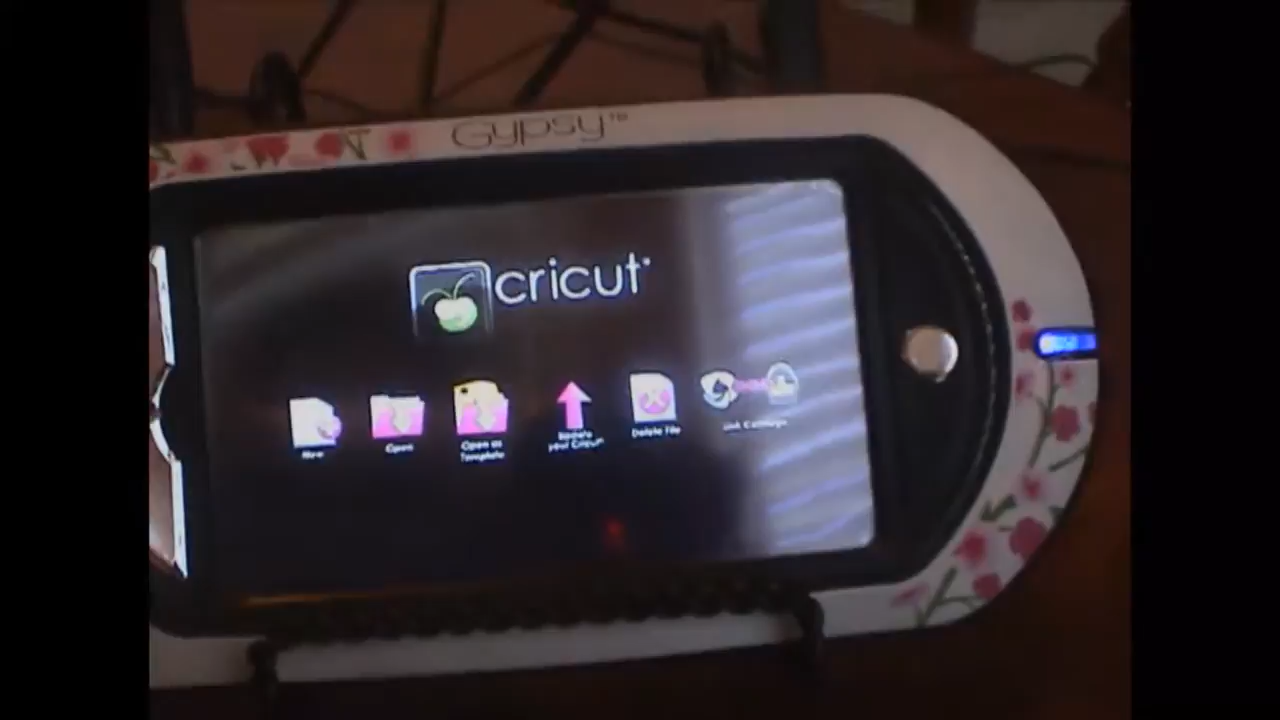 Gypsy™
cricut
New
Open
Open as
Template
Update
your Cricut
Delete File
Link Cartridge